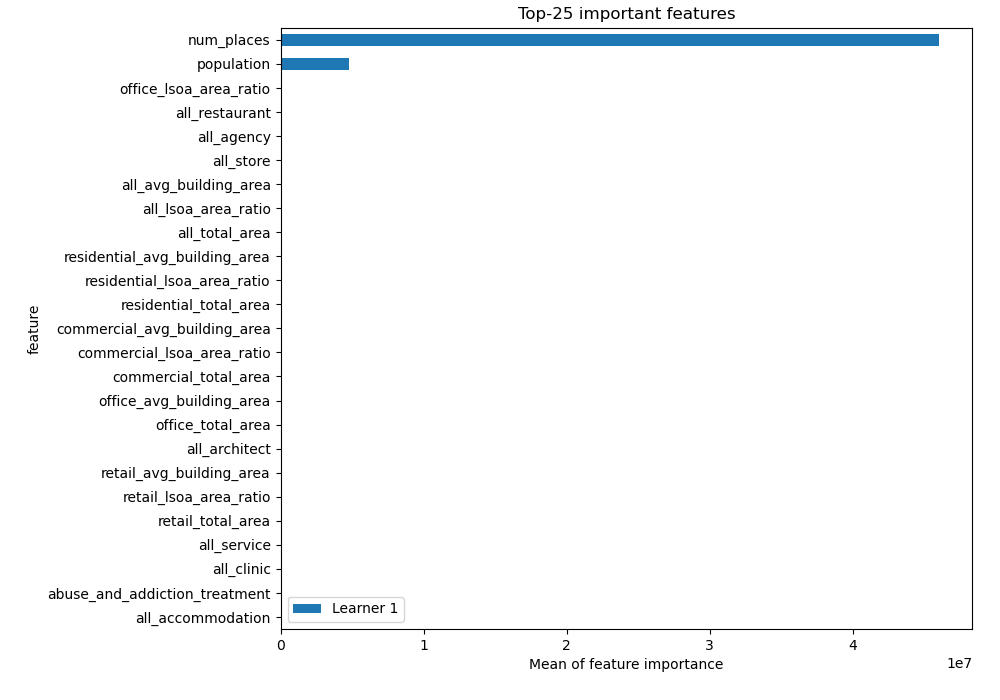 Top-25 important features
num_places
population
office_lsoa_area_ratio
all_restaurant
all_agency
all_store
all_avg_building_area
all_lsoa_area_ratio
all_total_area
residential_avg_building_area
residential_lsoa_area_ratio
residential_total_area
commercial_avg_building_area
commercial_lsoa_area_ratio
commercial_total_area
office_avg_building_area
office_total_area
all_architect
retail_avg_building_area
retail_lsoa_area_ratio
retail_total_area
all_service
all_clinic
abuse_and_addiction_treatment
all_accommodation
feature
Learner 1
0 1 2 3 4
1e7
Mean of feature importance